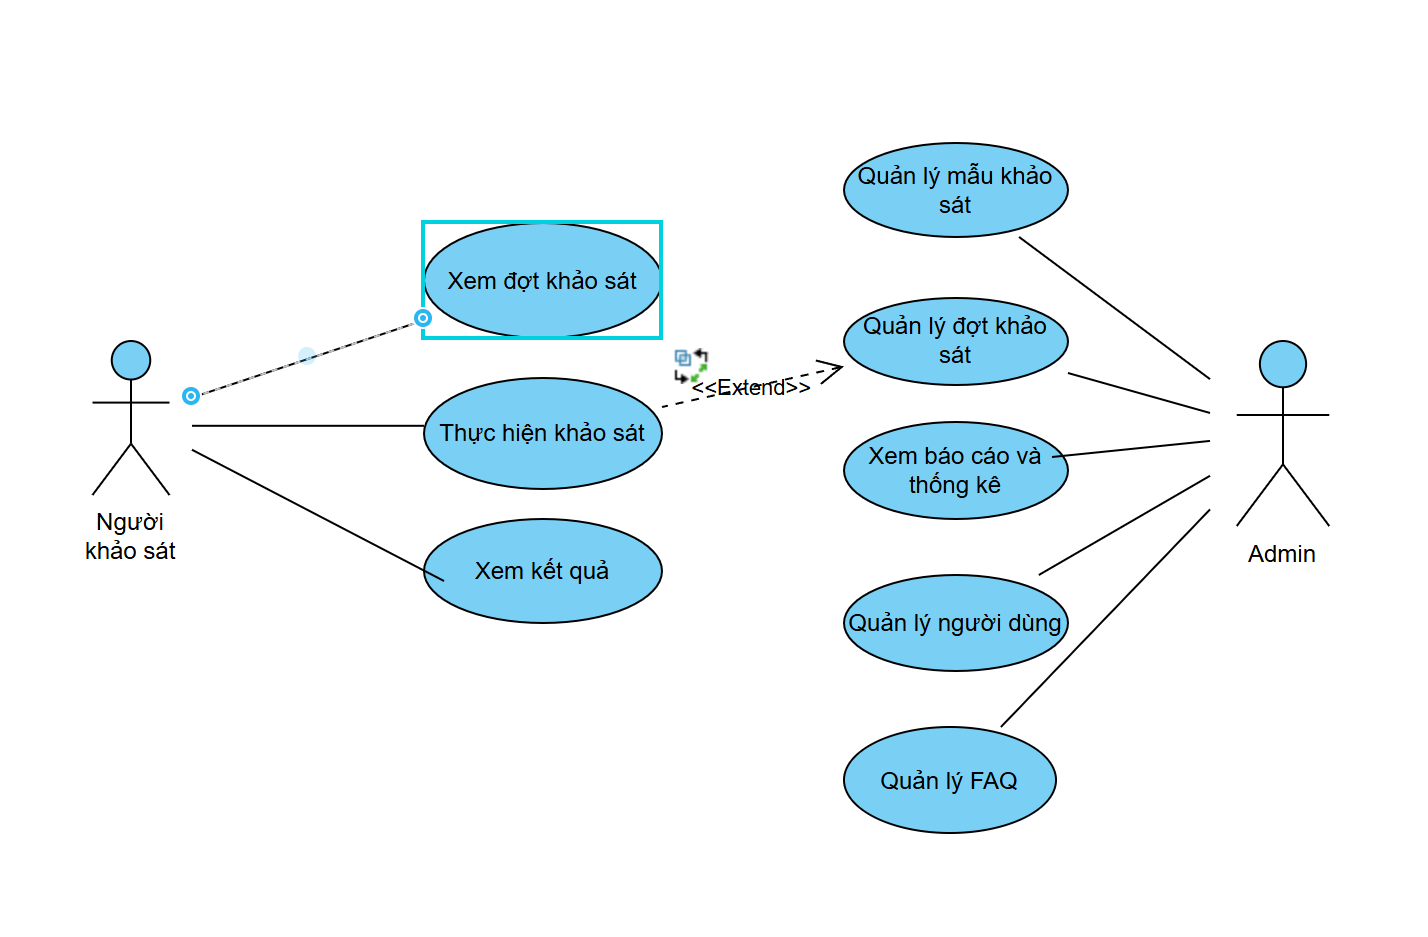 Quản lý mẫu khảo
sát
Xem đợt khảo sát
Quản lý đợt khảo
sát
<<Extend>>
Thực hiện khảo sát
Xem báo cáo và
thống kê
Người
khảo sát
Admin
Xem kết quả
Quản lý người dùng
Quản lý FAQ